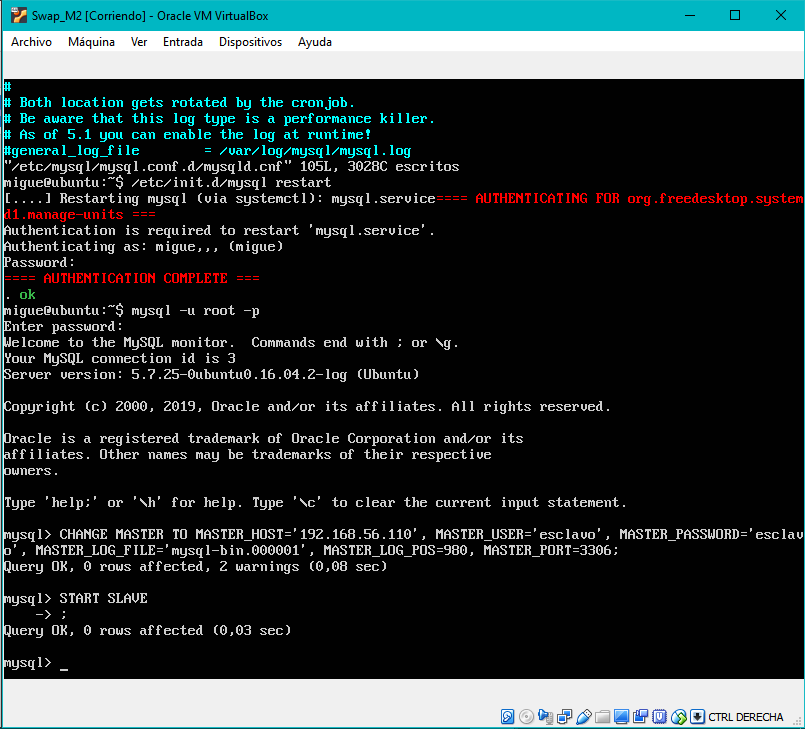 Swap_M2 [Corriendo] - Oracle VM VirtualBox
Archivo Máquina Ver Entrada Dispositivos Ayuda
#
# Both location gets rotated by the cronjob.
# Be aware that this log type is a performance killer.
# As of 5.1 you can enable the log at runtime!
#general_log_file        = /var/log/mysql/mysql.log
"/etc/mysql/mysql.conf.d/mysqld.cnf" 105L, 3028C escritos
migue@ubuntu:~$ /etc/init.d/mysql restart
[....] Restarting mysql (via systemctl): mysql.service==== AUTHENTICATING FOR org.freedesktop.system
d1.manage-units ===
Authentication is required to restart 'mysql.service'.
Authenticating as: migue,,, (migue)
Password:
==== AUTHENTICATION COMPLETE ===
. ok
migue@ubuntu:~$ mysql -u root -p
Enter password:
Welcome to the MySQL monitor.  Commands end with ; or \g.
Your MySQL connection id is 3
Server version: 5.7.25-0ubuntu0.16.04.2-log (Ubuntu)
Copyright (c) 2000, 2019, Oracle and/or its affiliates. All rights reserved.
Oracle is a registered trademark of Oracle Corporation and/or its
affiliates. Other names may be trademarks of their respective
owners.
Type 'help;' or '\h' for help. Type '\c' to clear the current input statement.
mysql> CHANGE MASTER TO MASTER_HOST='192.168.56.110', MASTER_USER='esclavo', MASTER_PASSWORD='esclav
o', MASTER_LOG_FILE='mysql-bin.000001', MASTER_LOG_POS=980, MASTER_PORT=3306;
Query OK, 0 rows affected, 2 warnings (0,08 sec)
mysql> START SLAVE
    -> ;
Query OK, 0 rows affected (0,03 sec)
mysql> _
CTRL DERECHA